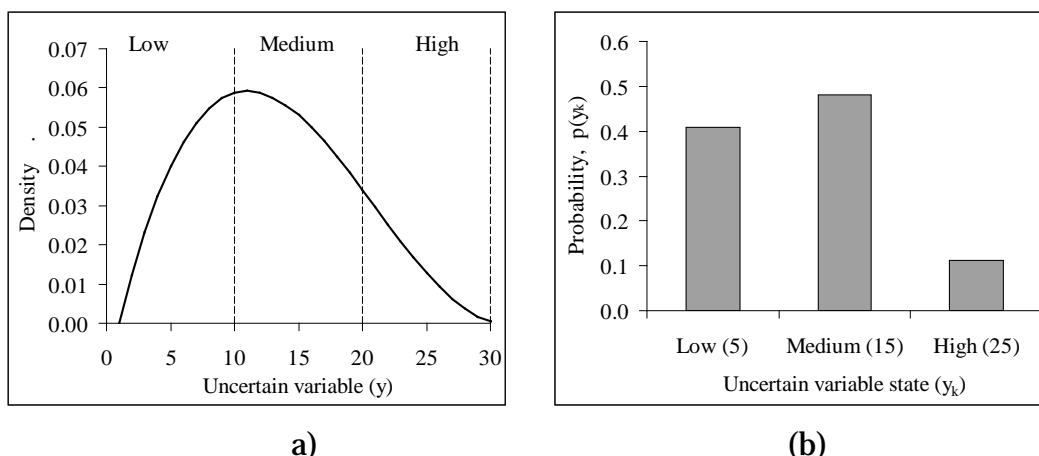 Low Medium High
0.07
0.06
0.05
0.04
0.03
0.02
0.01
0.00
Density .
0 5 10 15 20 25 30
Uncertain variable (y)
a)
0.6
0.5
0.4
0.3
0.2
0.1
0.0
Probability, p(yk)
Low (5) Medium (15) High (25)
Uncertain variable state (yk)
(b)